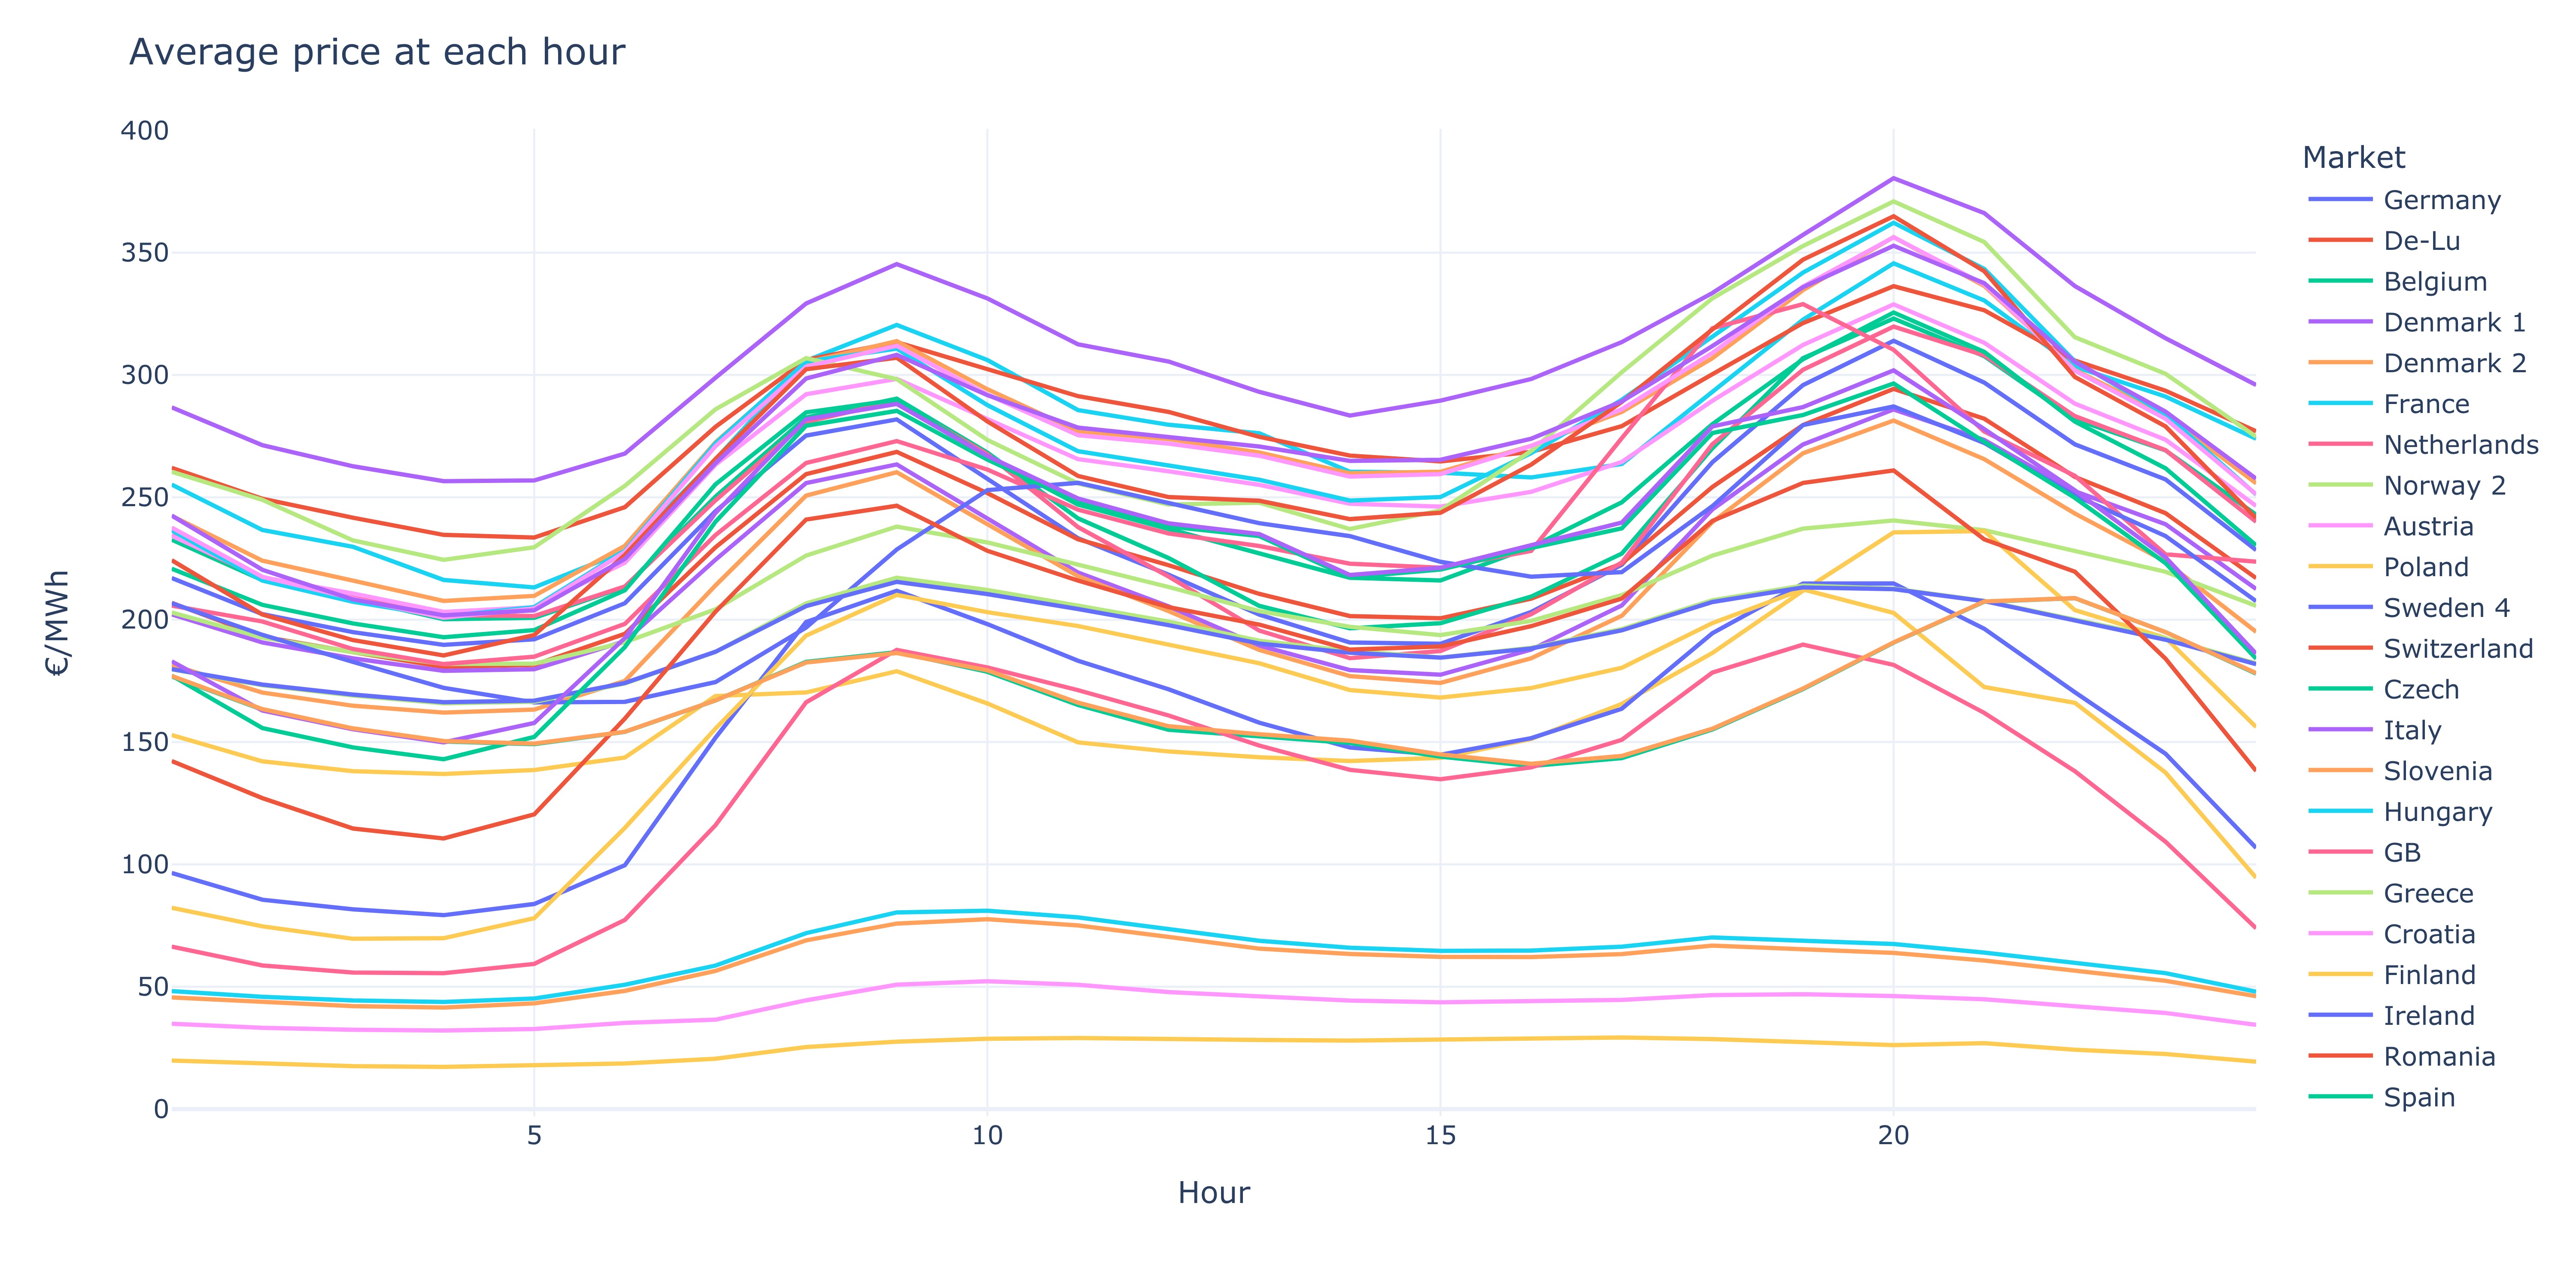 Average price at each hour
400
350
300
250
200
150
100
50
0
5 10 15 20
€/MWh
Hour
Market
Germany
De-Lu
Belgium
Denmark 1
Denmark 2
France
Netherlands
Norway 2
Austria
Poland
Sweden 4
Switzerland
Czech
Italy
Slovenia
Hungary
GB
Greece
Croatia
Finland
Ireland
Romania
Spain